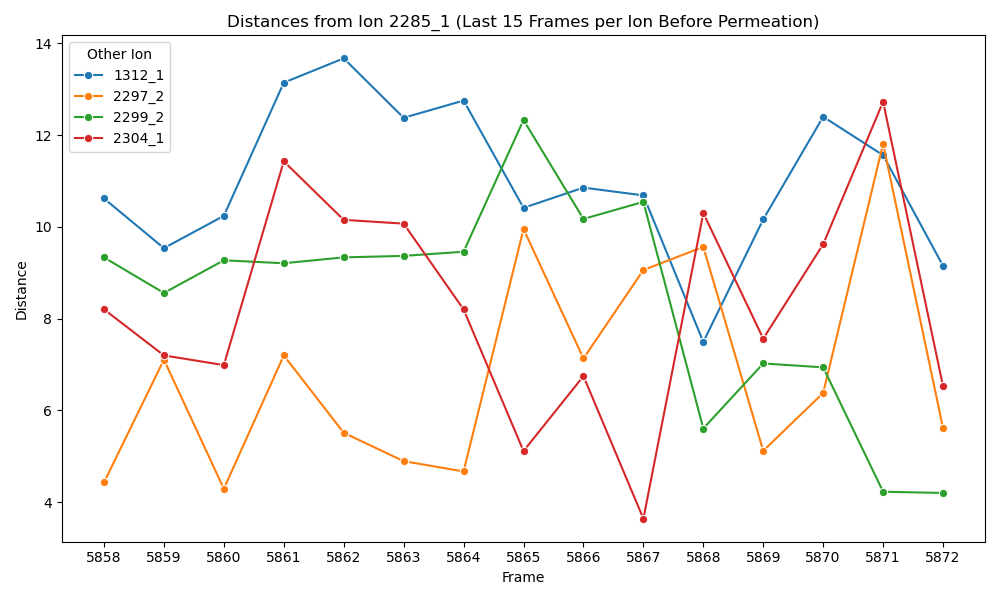 Distances from Ion 2285_1 (Last 15 Frames per Ion Before Permeation)
Other Ion
1312_1
2297_2
2299_2
2304_1
Distance
14
12
10
8
6
4
5858 5859 5860 5861 5862 5863 5864 5865 5866 5867 5868 5869 5870 5871 5872
Frame